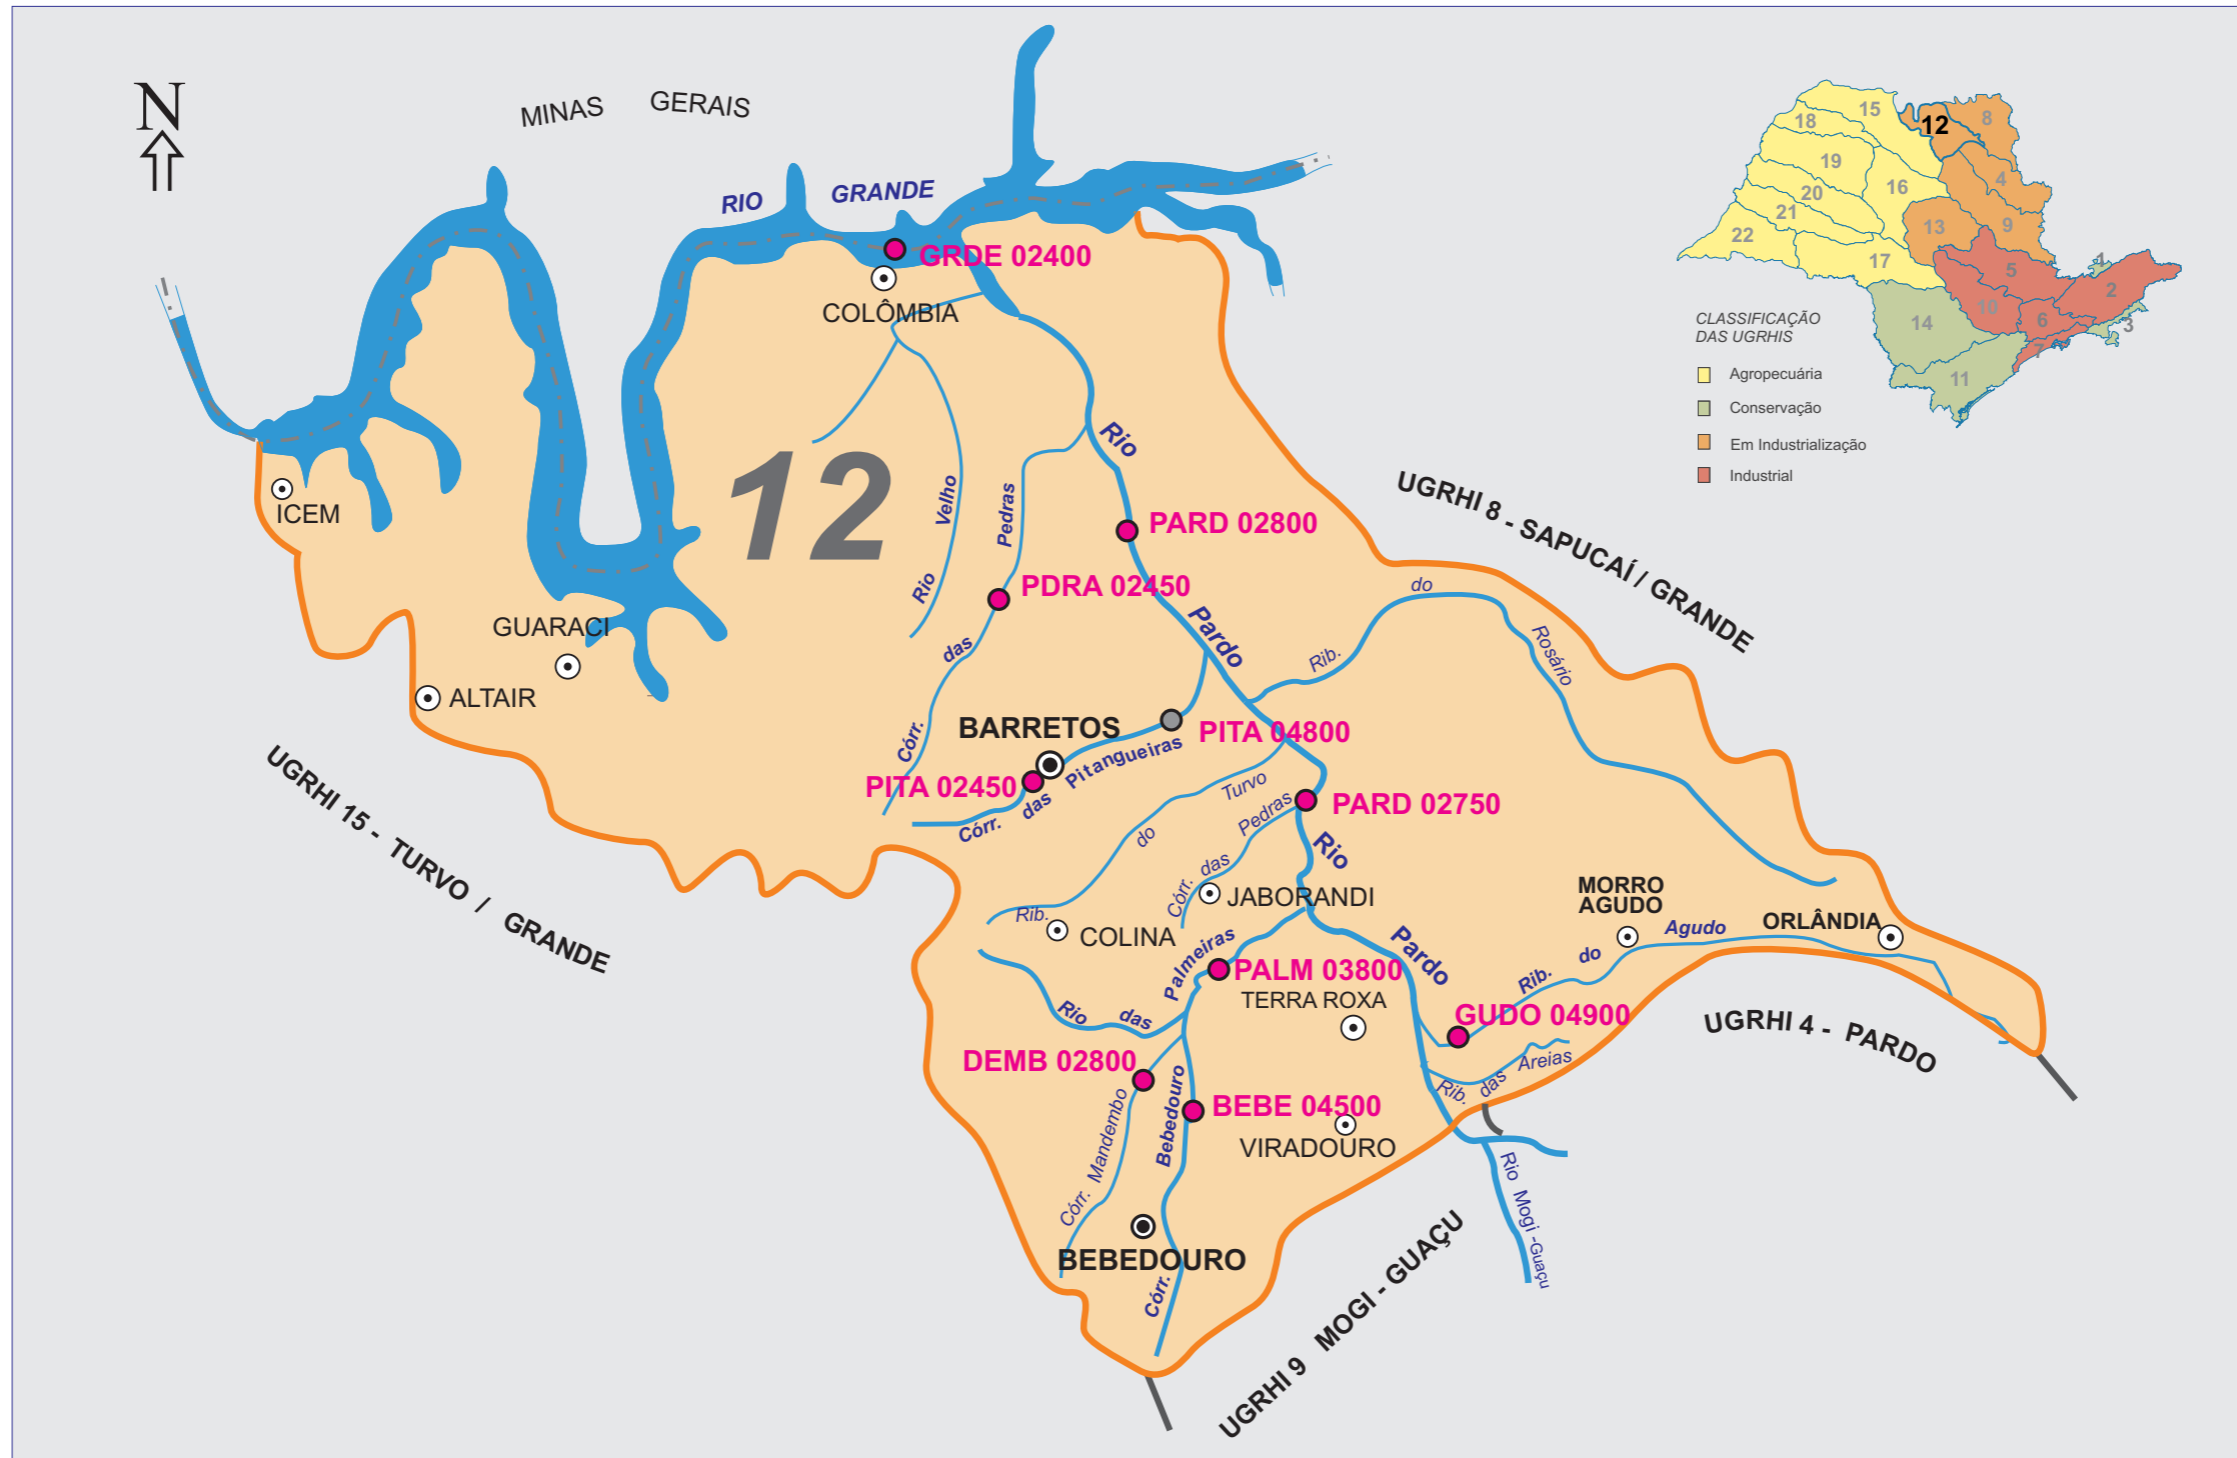 N
MINAS GERAIS
RIO GRANDE
GRDE 02400
COLÔMBIA
ICEM
12
Rio Velho
Córr. das Pedras
Rio Pardo
PARD 02800
PDRA 02450
GUARACI
ALTAIR
Rib. do Rosário
BARRETOS
PITA 04800
PITA 02450
Córr. das Pitangueiras
Rib. do Turvo
Córr. das Pedras
PARD 02750
Rio Pardo
JABORANDI
COLINA
MORRO
AGUDO
ORLÂNDIA
Rib. do Agudo
Rio das Palmeiras
PALM 03800
TERRA ROXA
GUDO 04900
DEMB 02800
Rib. das Areias
BEBE 04500
VIRADOURO
Córr. Mandembo
Córr. Bebedouro
BEBEDOURO
Rio Mogi -Guaçu
UGRHI 8 - SAPUCAÍ / GRANDE
UGRHI 15 - TURVO / GRANDE
UGRHI 4 - PARDO
UGRHI 9 MOGI - GUAÇU
15
18
12
8
19
4
16
20
21
13
9
22
17
5
1
2
10
6
3
14
7
11
CLASSIFICAÇÃO
DAS UGRHIS
Agropecuária
Conservação
Em Industrialização
Industrial